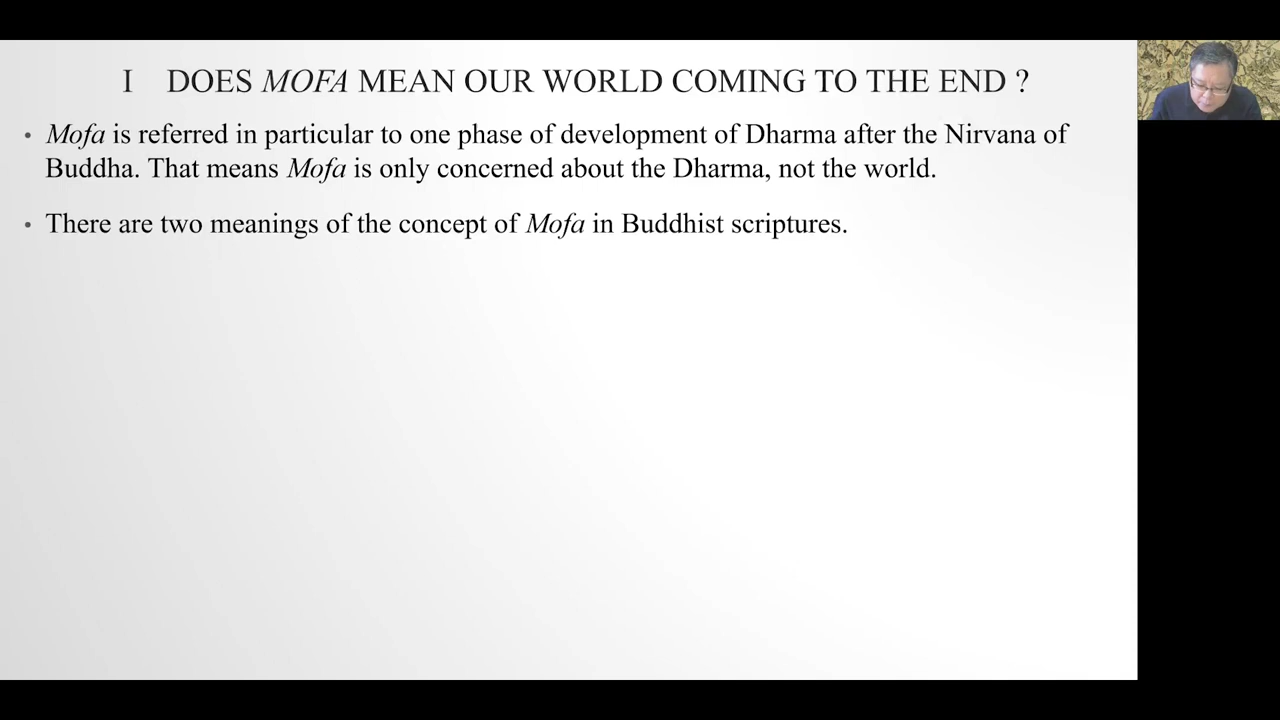 I DOES MOFA MEAN OUR WORLD COMING TO THE END ?
• Mofa is referred in particular to one phase of development of Dharma after the Nirvana of
Buddha. That means Mofa is only concerned about the Dharma, not the world.
• There are two meanings of the concept of Mofa in Buddhist scriptures.